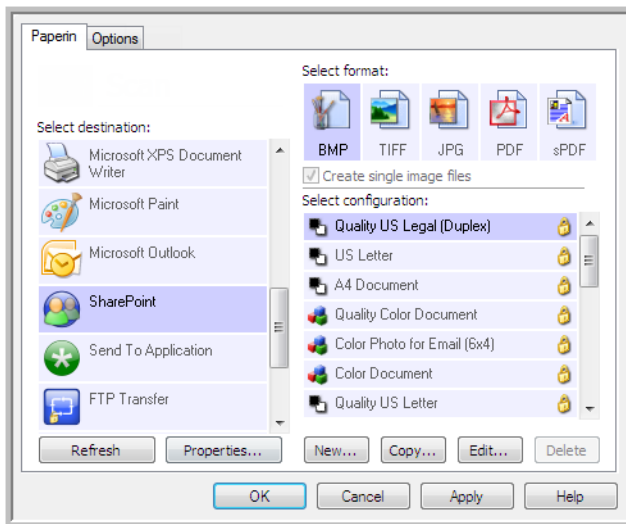 Paperin
Options
Select format:
BMP TIFF JPG PDF sPDF
Create single image files
Select destination:
Microsoft XPS Document
Writer
Microsoft Paint
Microsoft Outlook
SharePoint
Send To Application
FTP Transfer
Select configuration:
Quality US Legal (Duplex)
US Letter
A4 Document
Quality Color Document
Color Photo for Email (6x4)
Color Document
Quality US Letter
Refresh Properties...
New... Copy... Edit... Delete
OK Cancel Apply Help